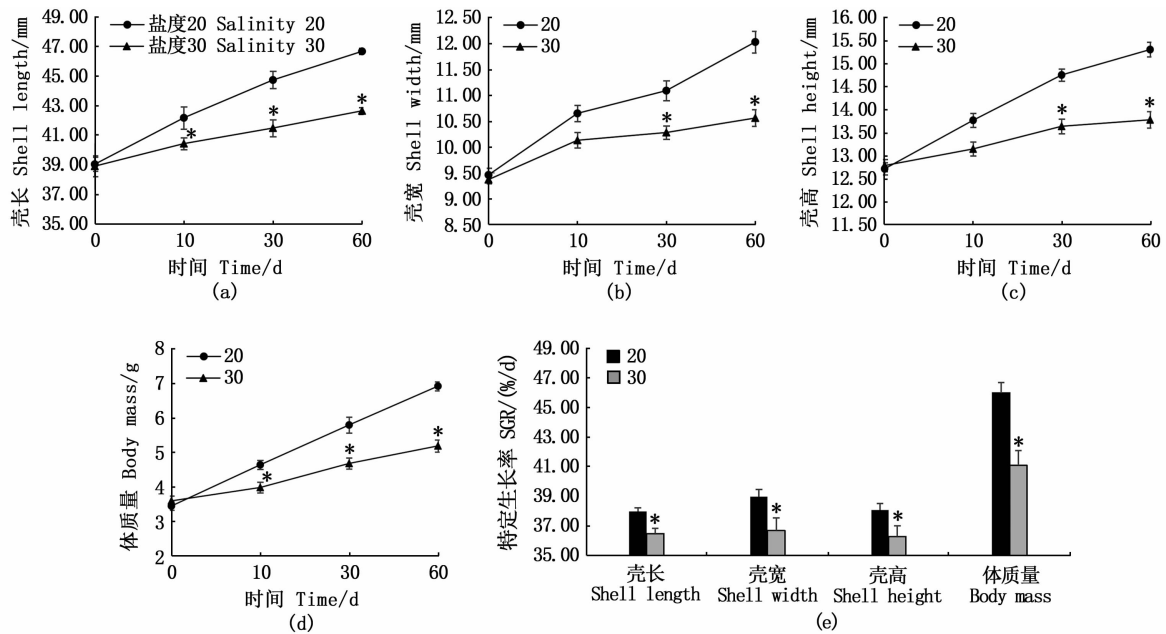 49.00
47.00
45.00
43.00
41.00
39.00
37.00
35.00
壳长 Shell length/mm
盐度20 Salinity 20
盐度30 Salinity 30
*
*
*
0 10 30 60
时间 Time/d
(a)
12.50
12.00
11.50
11.00
10.50
10.00
9.50
9.00
8.50
壳宽 Shell width/mm
20
30
*
*
0 10 30 60
时间 Time/d
(b)
16.00
15.50
15.00
14.50
14.00
13.50
13.00
12.50
12.00
11.50
壳高 Shell height/mm
20
30
*
*
0 10 30 60
时间 Time/d
(c)
8
7
6
5
4
3
2
体质量 Body mass/g
20
30
*
*
*
0 10 30 60
时间 Time/d
(d)
49.00
47.00
45.00
43.00
41.00
39.00
37.00
35.00
特定生长率 SGR/(%/d)
20
30
*
*
*
*
壳长 壳宽 壳高 体质量
Shell length Shell width Shell height Body mass
(e)